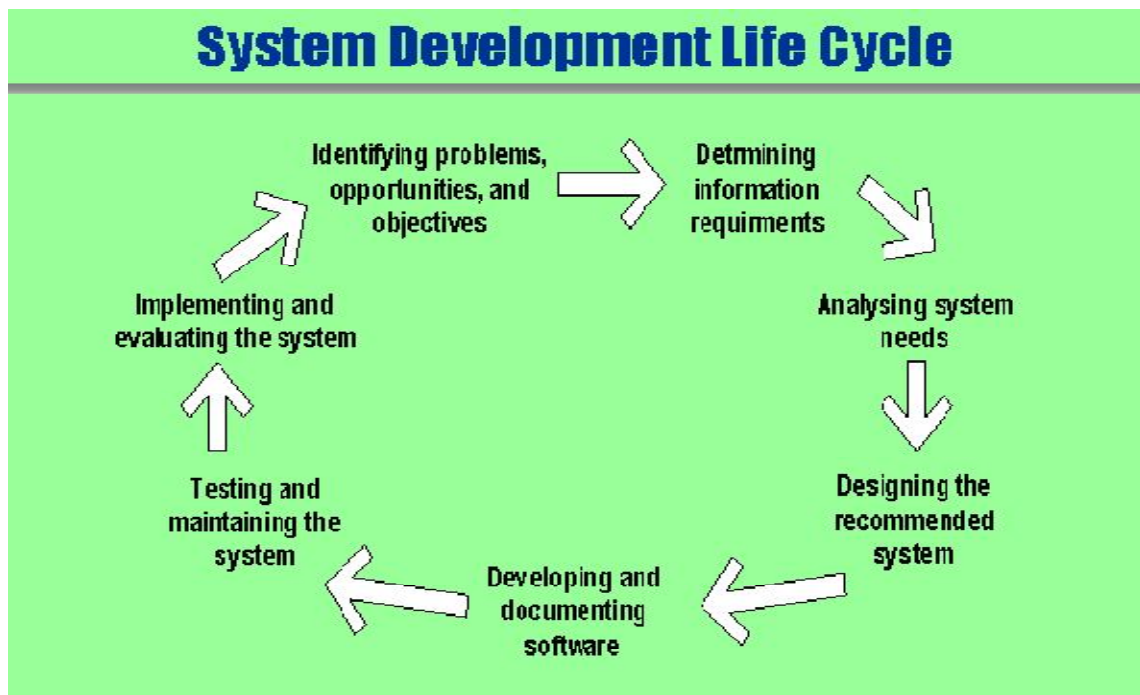 System Development Life Cycle
Identifying problems,
opportunities, and
objectives
Detrmining
information
requirments
Analysing system
needs
Designing the
recommended
system
Developing and
documenting
software
Testing and
maintaining the
system
Implementing and
evaluating the system